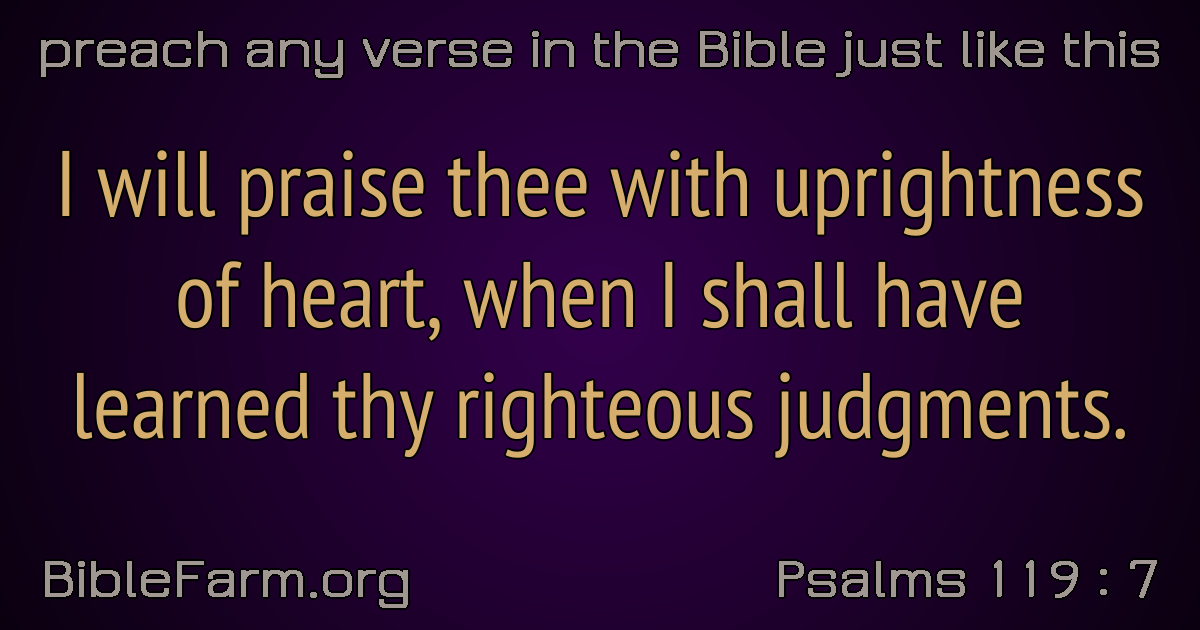 preach any verse in the Bible just like this
I will praise thee with uprightness
of heart, when I shall have
learned thy righteous judgments.
BibleFarm.org
Psalms 119 : 7